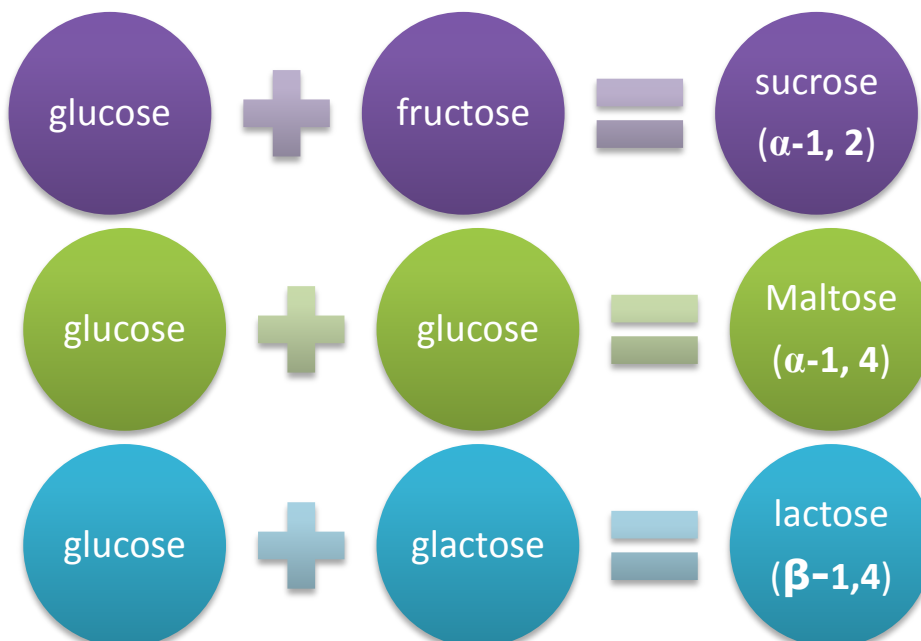 glucose
fructose
sucrose
(α-1, 2)
glucose
glucose
Maltose
(α-1, 4)
glucose
glactose
lactose
(β-1,4)